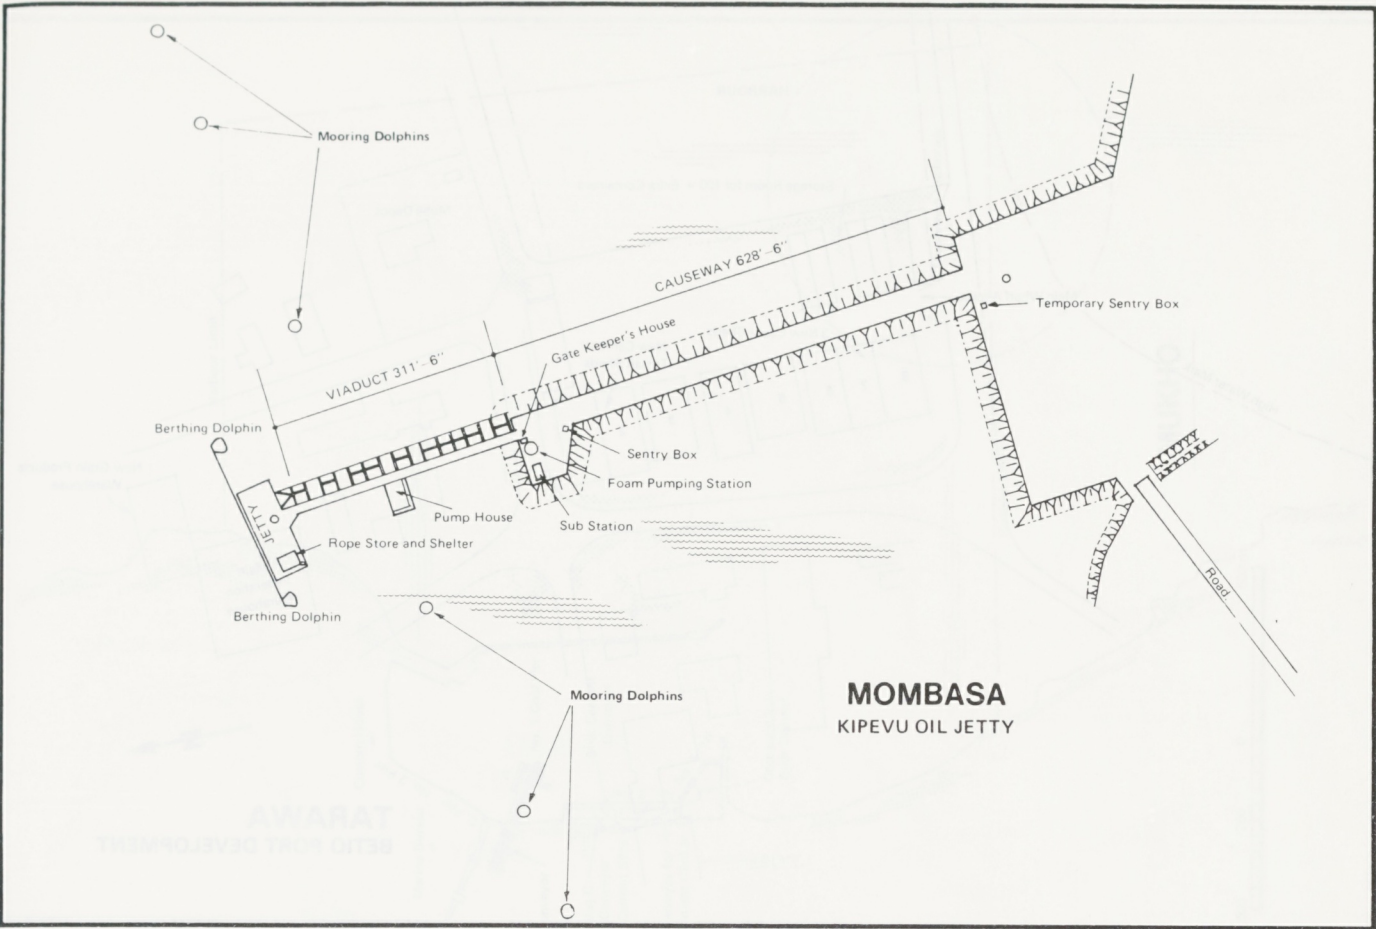 Mooring Dolphins
CAUSEWAY 628'-6"
Temporary Sentry Box
Gate Keeper's House
VIADUCT 311'-6"
Berthing Dolphin
Sentry Box
Foam Pumping Station
Pump House
Sub Station
JETTY
Rope Store and Shelter
Road
Berthing Dolphin
Mooring Dolphins
MOMBASA
KIPEVU OIL JETTY
TARAWA
BETIO PORT DEVELOPMENT